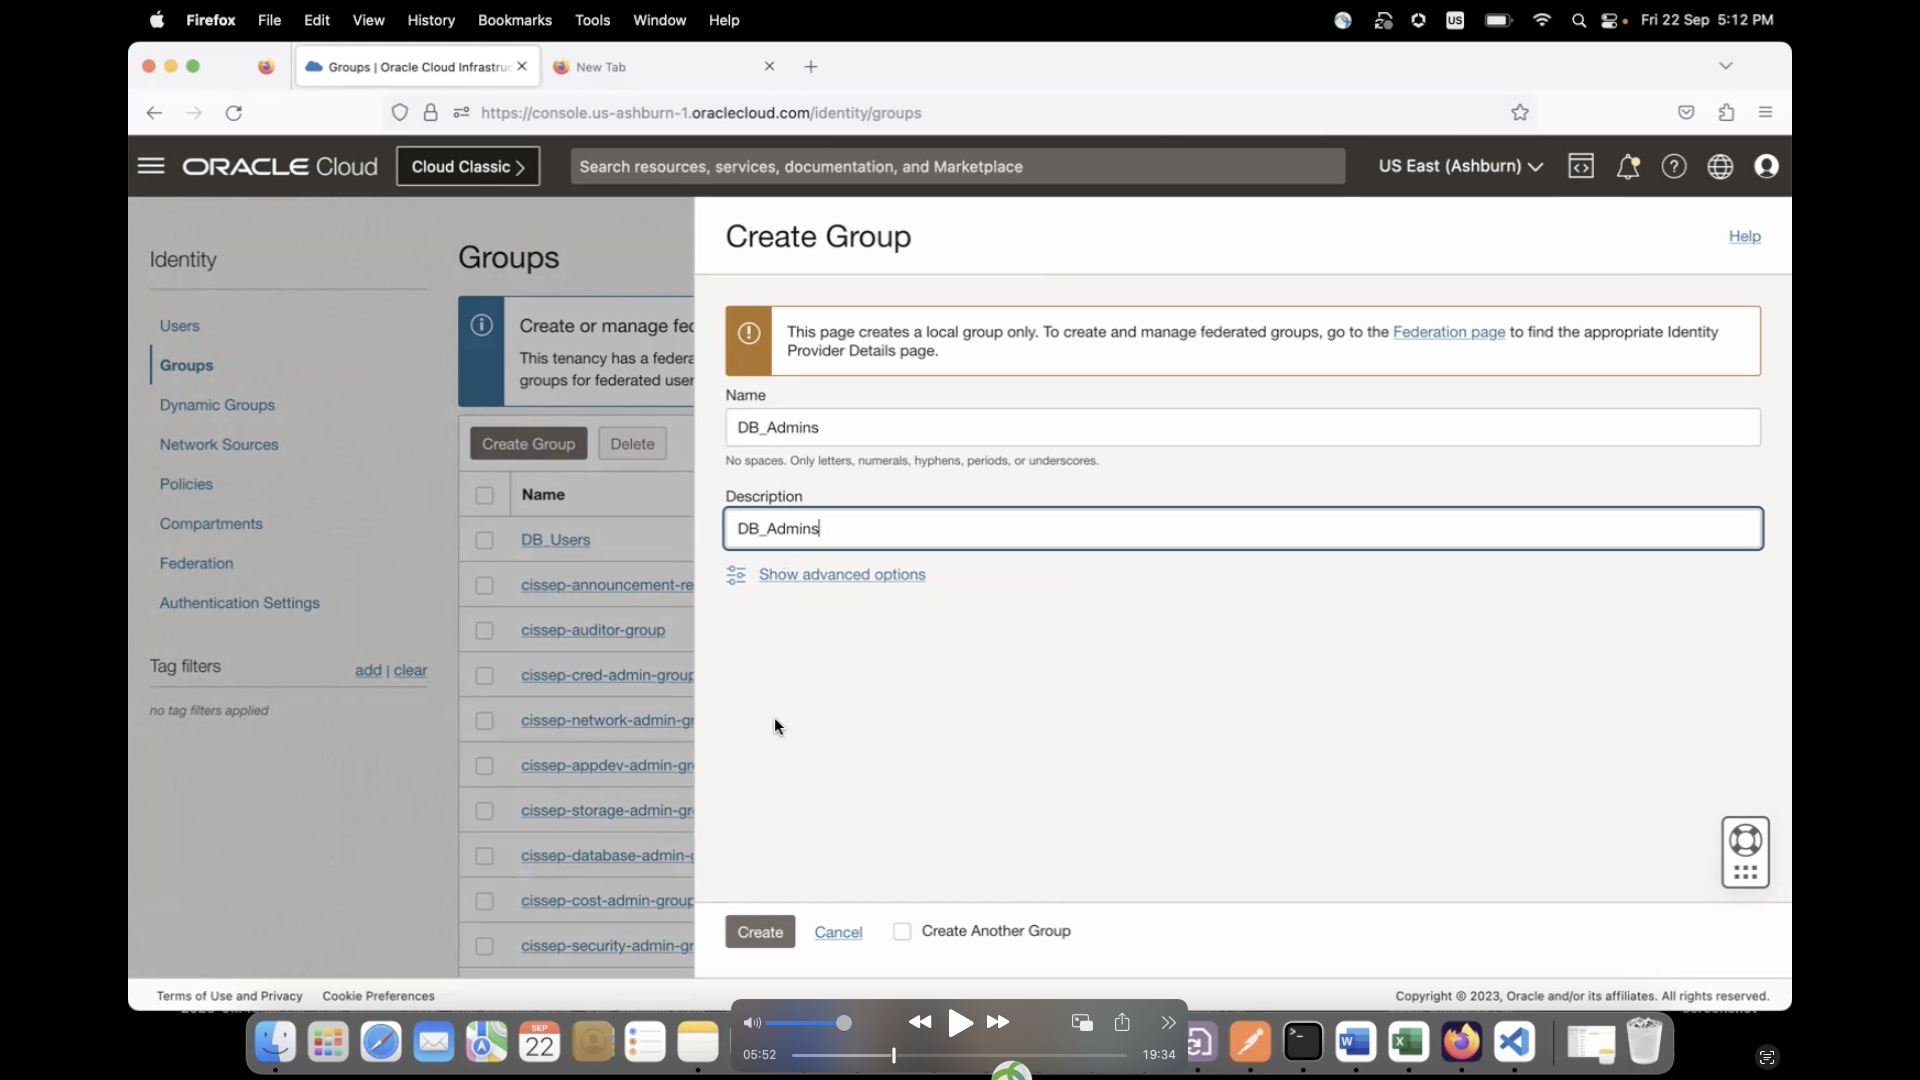 Firefox File Edit View History Bookmarks Tools Window Help
US
Fri 22 Sep 5:12 PM
Groups | Oracle Cloud Infrastruc
New Tab
https://console.us-ashburn-1.oraclecloud.com/identity/groups
ORACLE Cloud
Cloud Classic >
Search resources, services, documentation, and Marketplace
US East (Ashburn)
Identity
Users
Groups
Dynamic Groups
Network Sources
Policies
Compartments
Federation
Authentication Settings
Tag filters
add | clear
no tag filters applied
Groups
Create or manage fed
This tenancy has a federa
groups for federated user
Create Group
Delete
Name
DB_Users
cissep-announcement-re
cissep-auditor-group
cissep-cred-admin-group
cissep-network-admin-gr
cissep-appdev-admin-gr
cissep-storage-admin-gr
cissep-database-admin-g
cissep-cost-admin-group
cissep-security-admin-gr
Create Group
Help
This page creates a local group only. To create and manage federated groups, go to the Federation page to find the appropriate Identity
Provider Details page.
Name
DB_Admins
No spaces. Only letters, numerals, hyphens, periods, or underscores.
Description
DB_Admins
Show advanced options
Create
Cancel
Create Another Group
Terms of Use and Privacy
Cookie Preferences
Copyright © 2023, Oracle and/or its affiliates. All rights reserved.
SEP
22
05:52
19:34